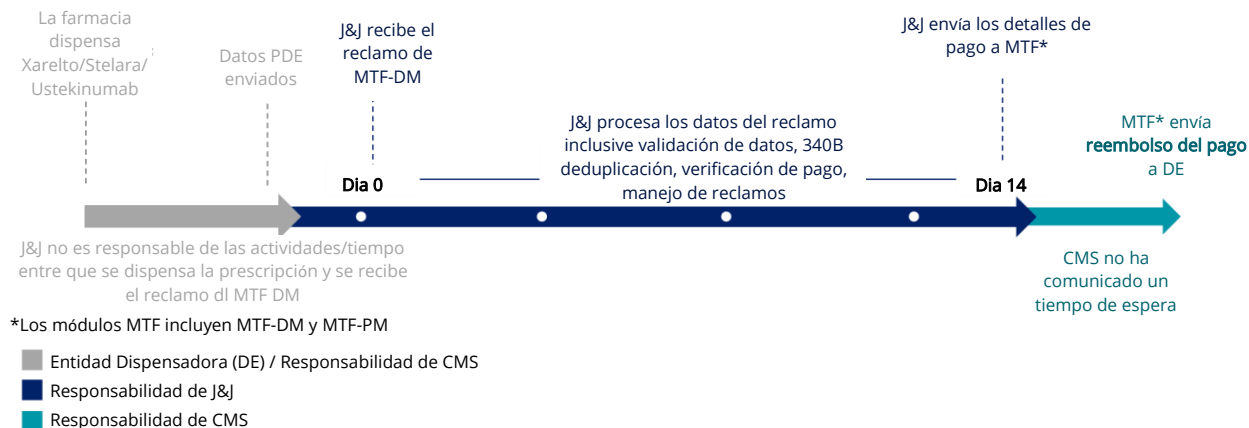 La farmacia
dispensa
Xarelto/Stelara/
Ustekinumab
Datos PDE
enviados
J&J recibe el
reclamo de
MTF-DM
J&J envía los detalles de
pago a MTF*
J&J procesa los datos del reclamo
inclusive validación de datos, 340B
deduplicación, verificación de pago,
manejo de reclamos
MTF* envía
reembolso del pago
a DE
Dia 0
Dia 14
J&J no es responsable de las actividades/tiempo
entre que se dispensa la prescripción y se recibe
el reclamo dl MTF DM
CMS no ha
comunicado un
tiempo de espera
*Los módulos MTF incluyen MTF-DM y MTF-PM
Entidad Dispensadora (DE) / Responsabilidad de CMS
Responsabilidad de J&J
Responsabilidad de CMS